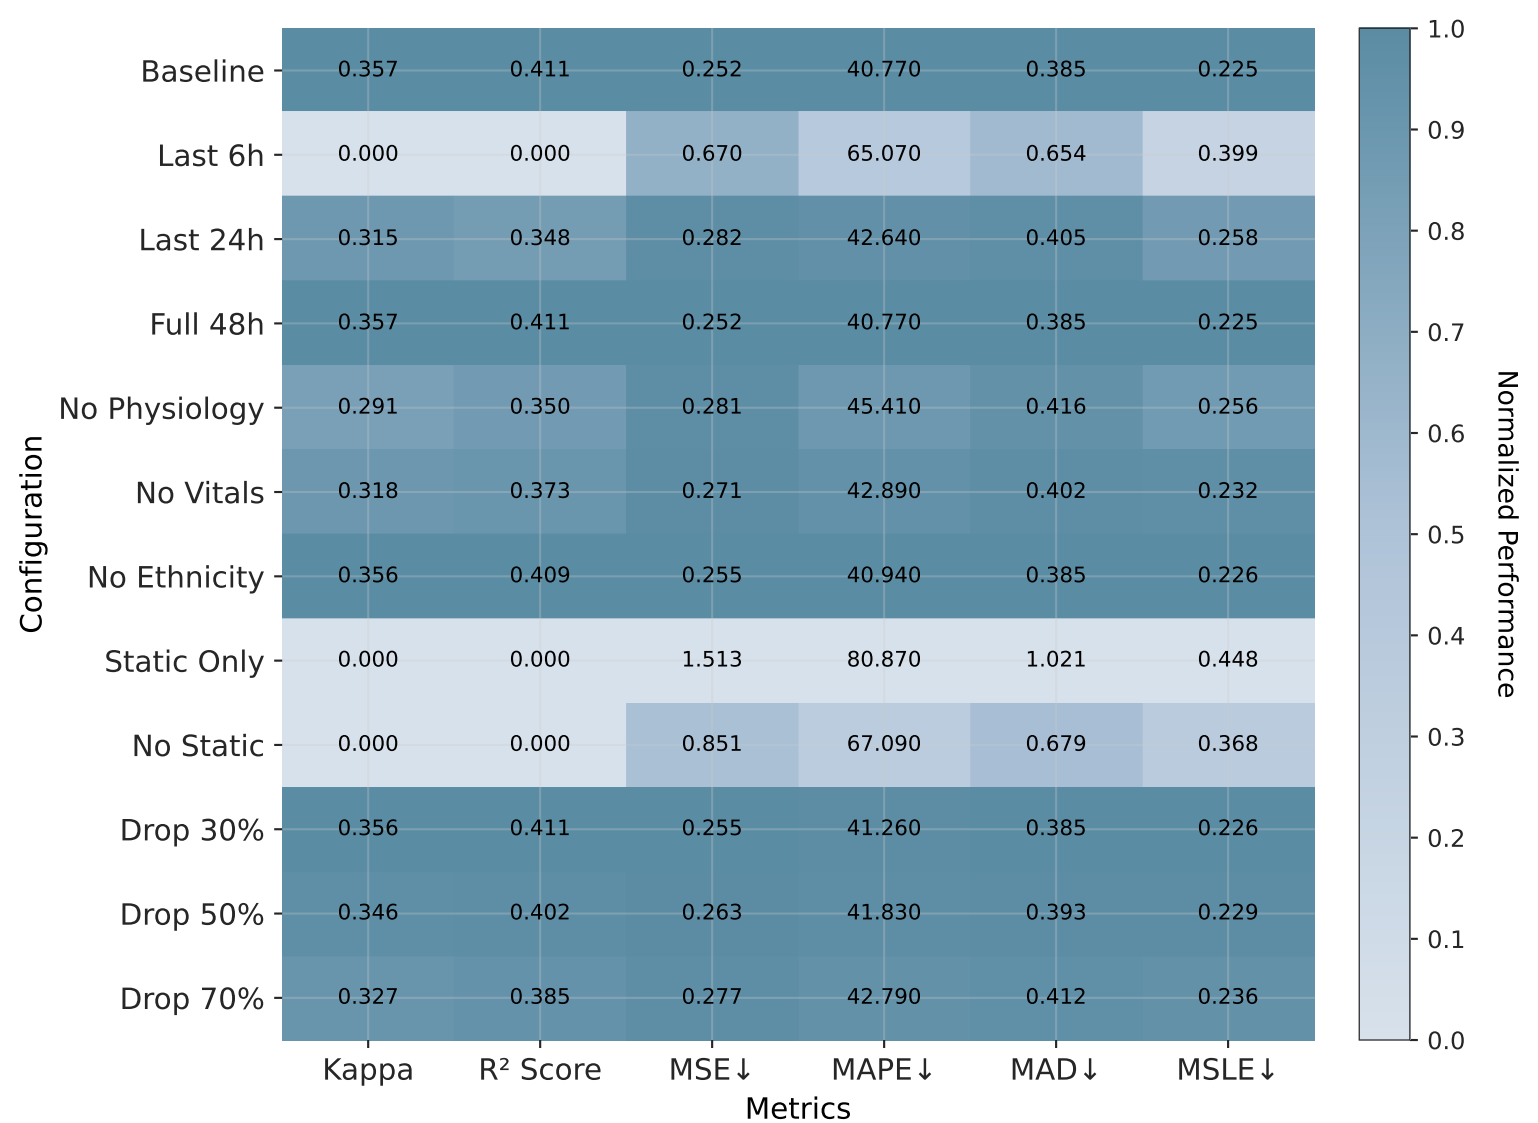 Baseline 0.357 0.411 0.252 40.770 0.385 0.225
Last 6h 0.000 0.000 0.670 65.070 0.654 0.399
Last 24h 0.315 0.348 0.282 42.640 0.405 0.258
Full 48h 0.357 0.411 0.252 40.770 0.385 0.225
No Physiology 0.291 0.350 0.281 45.410 0.416 0.256
No Vitals 0.318 0.373 0.271 42.890 0.402 0.232
No Ethnicity 0.356 0.409 0.255 40.940 0.385 0.226
Static Only 0.000 0.000 1.513 80.870 1.021 0.448
No Static 0.000 0.000 0.851 67.090 0.679 0.368
Drop 30% 0.356 0.411 0.255 41.260 0.385 0.226
Drop 50% 0.346 0.402 0.263 41.830 0.393 0.229
Drop 70% 0.327 0.385 0.277 42.790 0.412 0.236
Kappa R² Score MSE↓ MAPE↓ MAD↓ MSLE↓
Metrics
Configuration
1.0
0.9
0.8
0.7
0.6
0.5
0.4
0.3
0.2
0.1
0.0
Normalized Performance